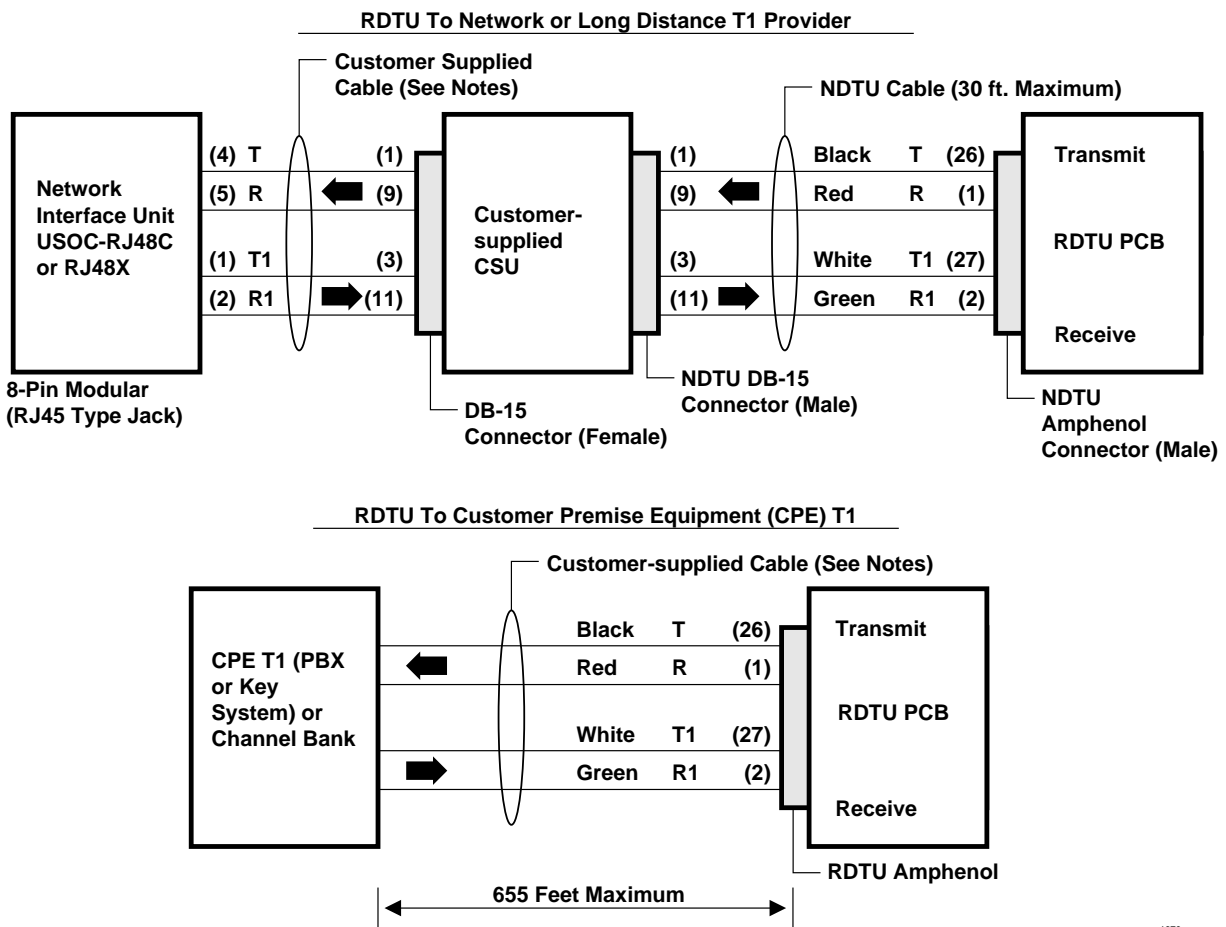 RDTU To Network or Long Distance T1 Provider
Customer Supplied
Cable (See Notes)
NDTU Cable (30 ft. Maximum)
Network
Interface Unit
USOC-RJ48C
or RJ48X
(4) T
(5) R
(1) T1
(2) R1
(1)
(9)
(3)
(11)
Customer-
supplied
CSU
(1)
(9)
(3)
(11)
Black T (26)
Red R (1)
White T1 (27)
Green R1 (2)
Transmit
RDTU PCB
Receive
8-Pin Modular
(RJ45 Type Jack)
DB-15
Connector (Female)
NDTU DB-15
Connector (Male)
NDTU
Amphenol
Connector (Male)
RDTU To Customer Premise Equipment (CPE) T1
Customer-supplied Cable (See Notes)
CPE T1 (PBX
or Key
System) or
Channel Bank
Black T (26)
Red R (1)
White T1 (27)
Green R1 (2)
Transmit
RDTU PCB
Receive
RDTU Amphenol
655 Feet Maximum